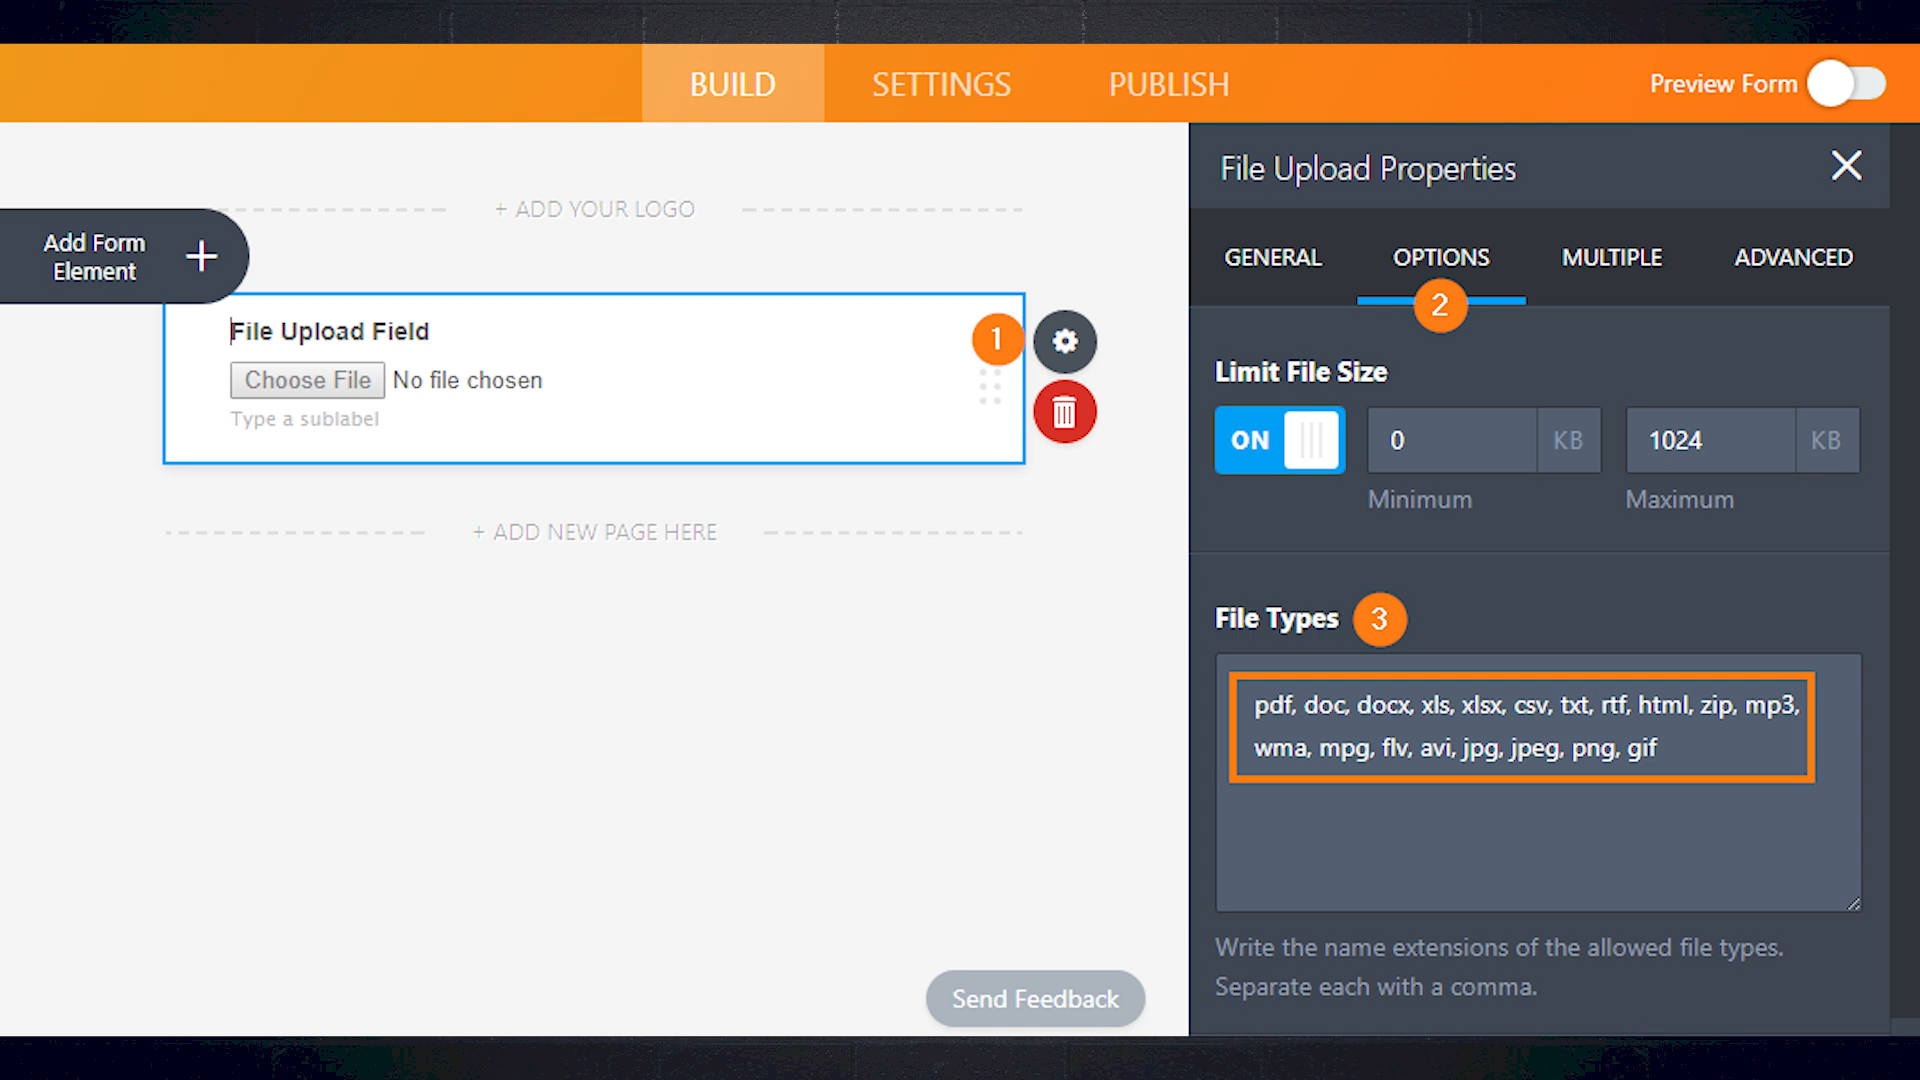 BUILD
SETTINGS
PUBLISH
Preview Form
+ ADD YOUR LOGO
Add Form
Element
+
File Upload Field
Choose File No file chosen
Type a sublabel
1
+ ADD NEW PAGE HERE
Send Feedback
File Upload Properties
GENERAL
OPTIONS
MULTIPLE
ADVANCED
2
Limit File Size
ON
0 KB
1024 KB
Minimum
Maximum
File Types
3
pdf, doc, docx, xls, xlsx, csv, txt, rtf, html, zip, mp3,
wma, mpg, flv, avi, jpg, jpeg, png, gif
Write the name extensions of the allowed file types.
Separate each with a comma.